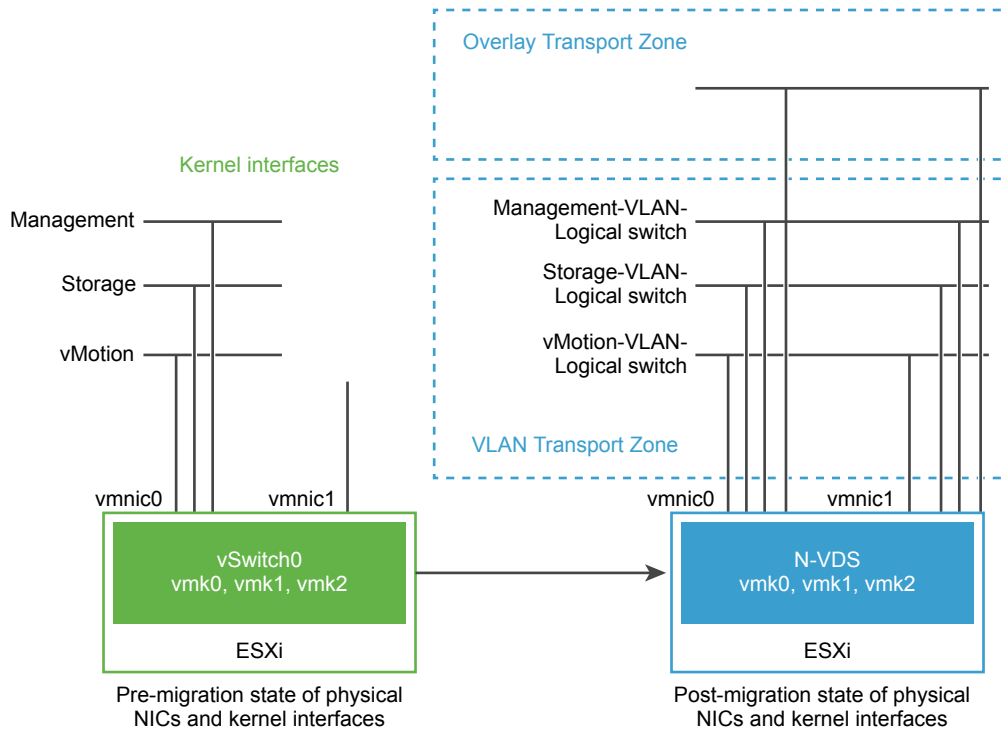 Overlay Transport Zone
Kernel interfaces
Management
Storage
vMotion
Management-VLAN-
Logical switch
Storage-VLAN-
Logical switch
vMotion-VLAN-
Logical switch
VLAN Transport Zone
vmnic0
vmnic1
vSwitch0
vmk0, vmk1, vmk2
ESXi
Pre-migration state of physical
NICs and kernel interfaces
vmnic0
vmnic1
N-VDS
vmk0, vmk1, vmk2
ESXi
Post-migration state of physical
NICs and kernel interfaces